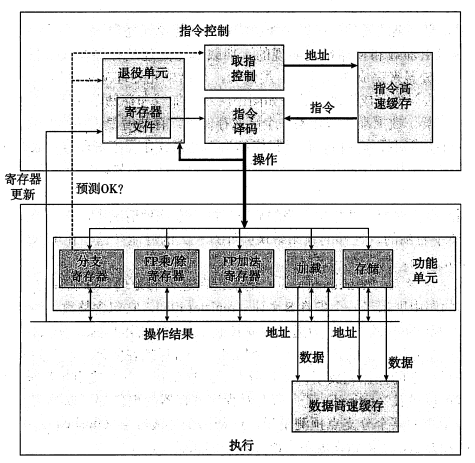 指令控制
取指
控制
地址
指令高
速缓存
退役单元
寄存器
文件
指令
译码
指令
操作
寄存器
更新
预测OK?
功能
单元
分支
寄存器
FP乘/除
寄存器
FP加法
寄存器
加减
存储
操作结果
地址
地址
数据
数据
数据高速缓存
执行